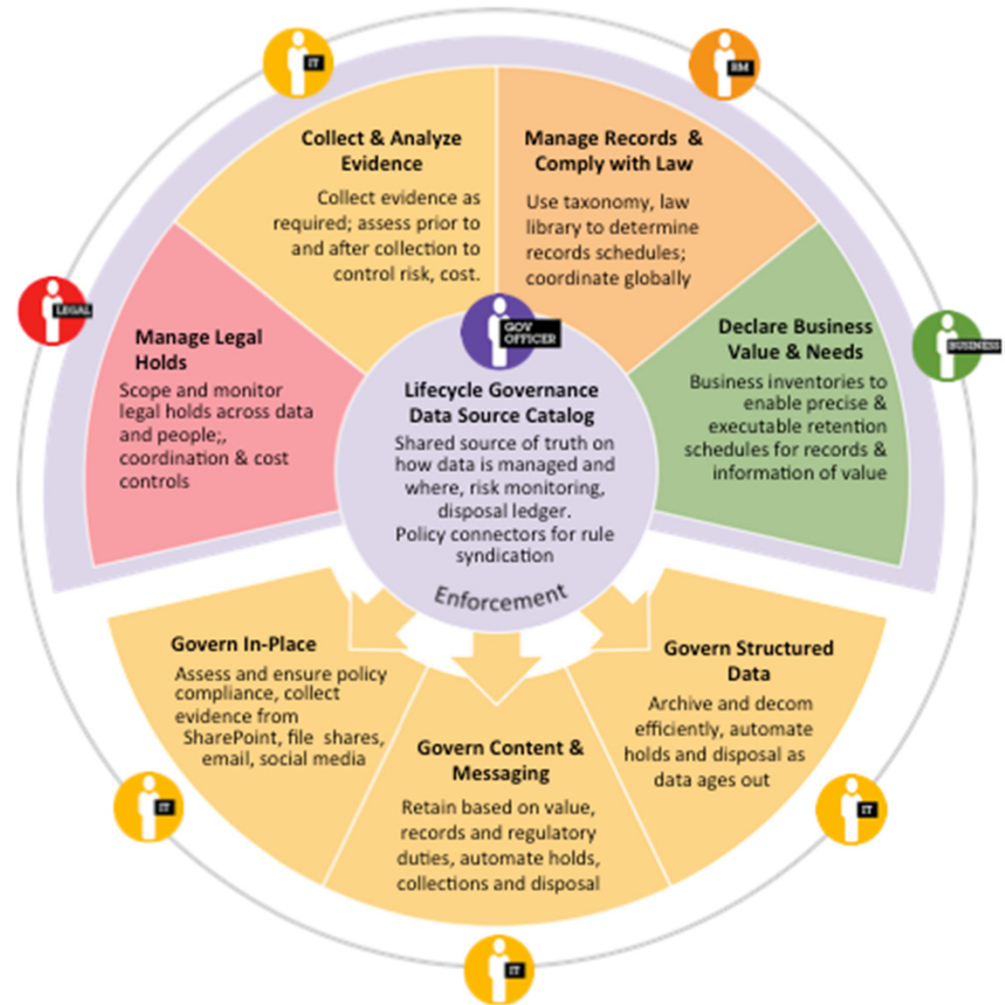 IT
RM
Collect & Analyze
Evidence
Collect evidence as
required; assess prior to
and after collection to
control risk, cost.
Manage Records &
Comply with Law
Use taxonomy, law
library to determine
records schedules;
coordinate globally
LEGAL
Manage Legal
Holds
Scope and monitor
legal holds across data
and people;,
coordination & cost
controls
GOV
OFFICER
Lifecycle Governance
Data Source Catalog
Shared source of truth on
how data is managed and
where, risk monitoring,
disposal ledger.
Policy connectors for rule
syndication
Enforcement
BUSINESS
Declare Business
Value & Needs
Business inventories to
enable precise &
executable retention
schedules for records &
information of value
Govern In-Place
Assess and ensure policy
compliance, collect
evidence from
SharePoint, file shares,
email, social media
IT
Govern Content &
Messaging
Retain based on value,
records and regulatory
duties, automate holds,
collections and disposal
IT
Govern Structured
Data
Archive and decom
efficiently, automate
holds and disposal as
data ages out
IT